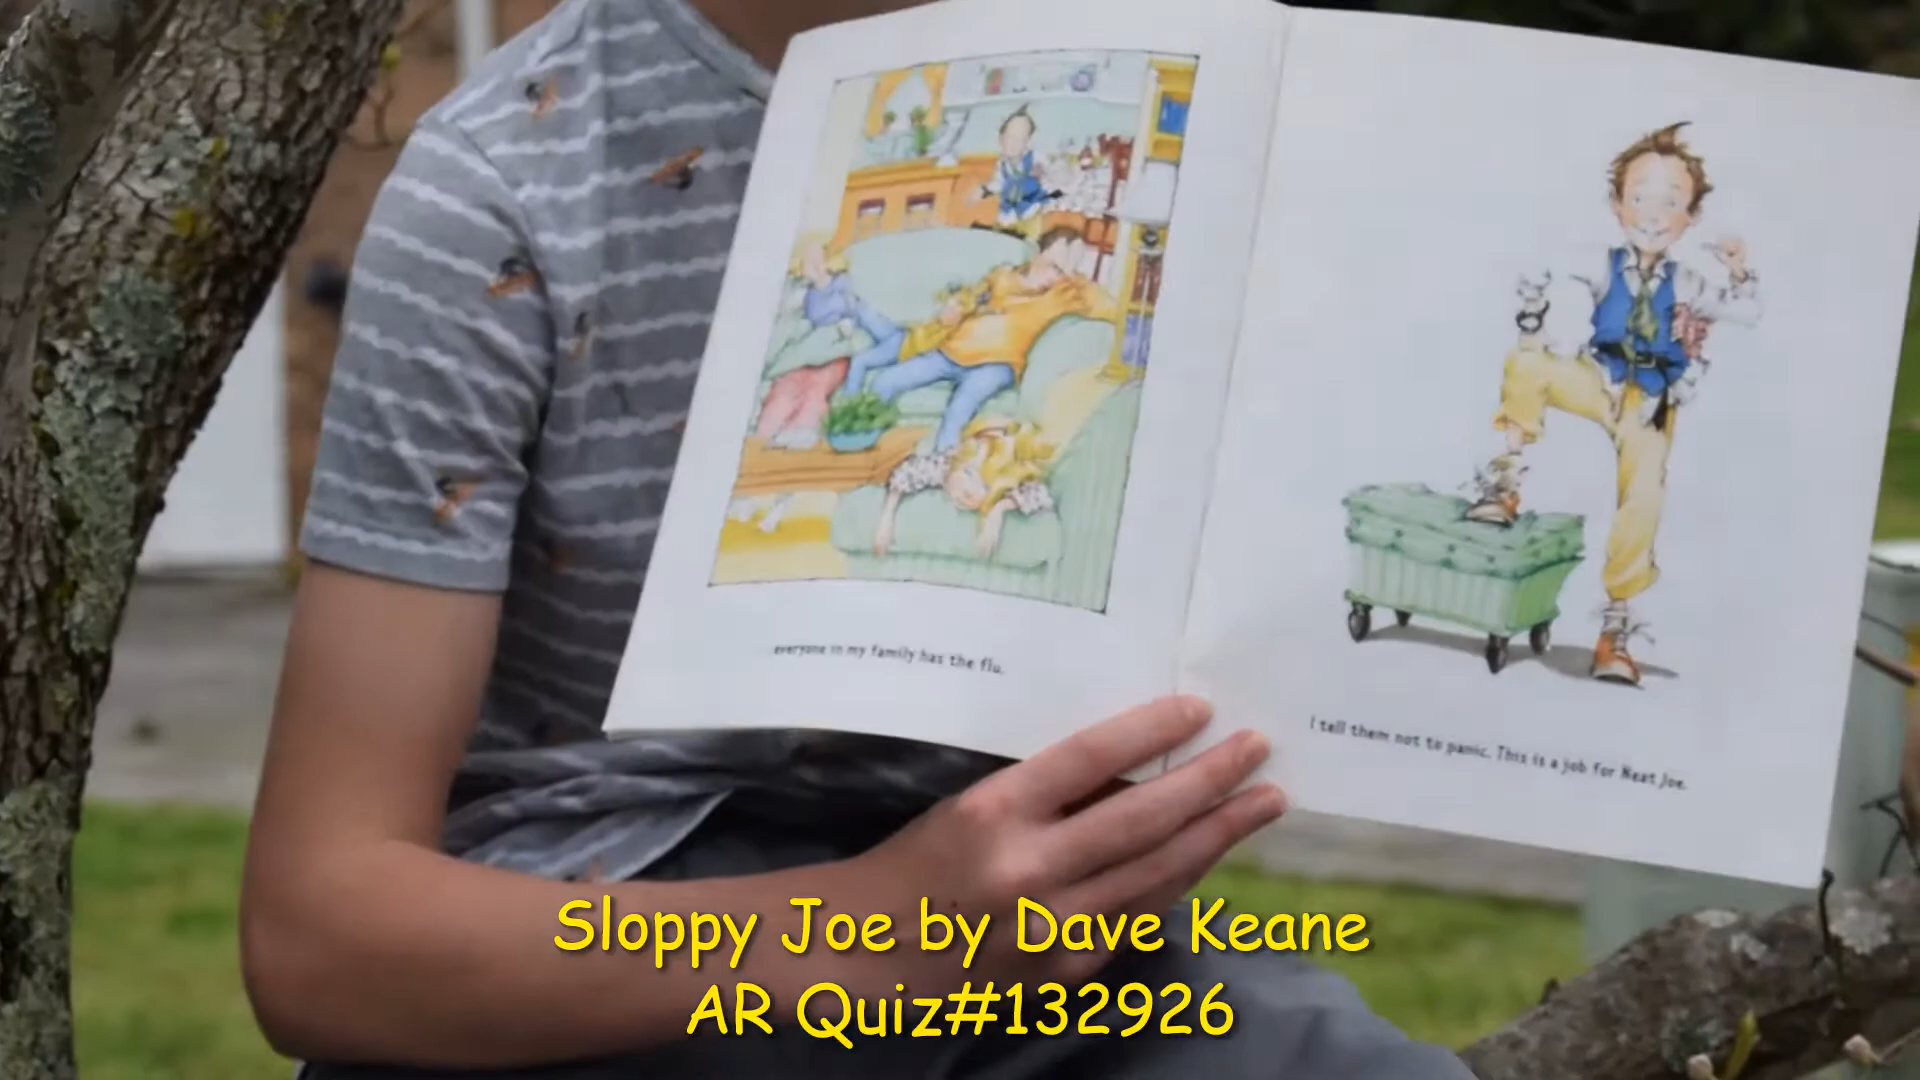 everyone in my family has the flu.
I tell them not to panic. This is a job for Neat Joe.
Sloppy Joe by Dave Keane
AR Quiz#132926